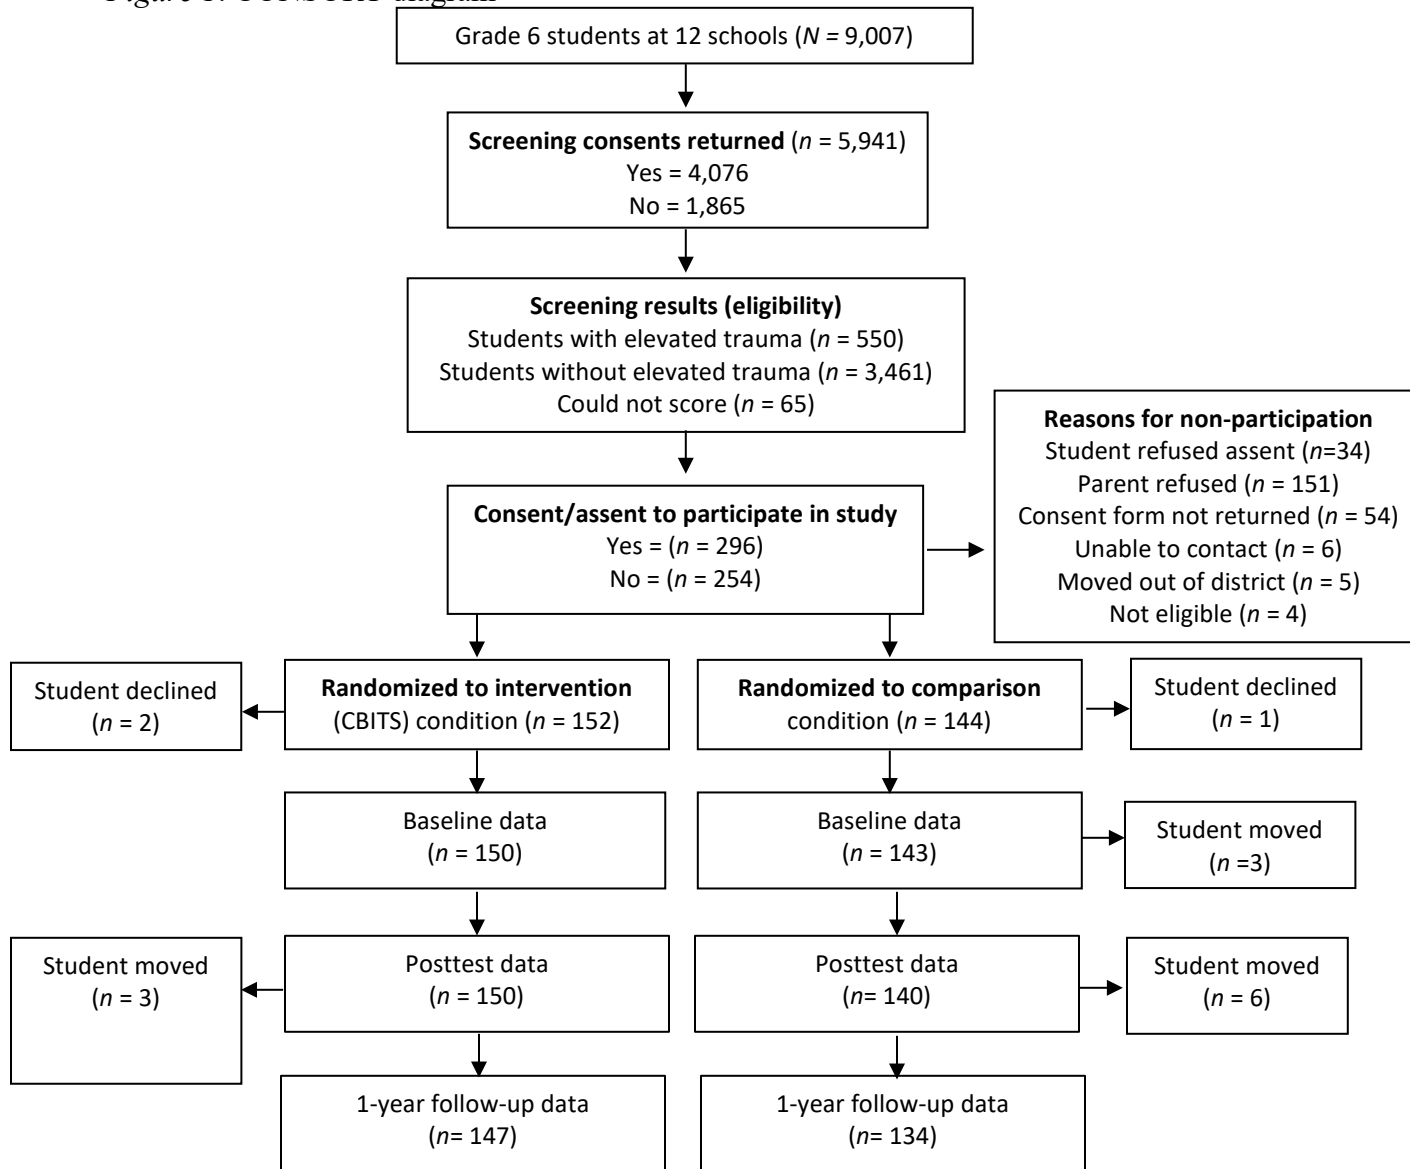 Figure 1. CONSORT diagram
Grade 6 students at 12 schools (N = 9,007)
Screening consents returned (n = 5,941)
Yes = 4,076
No = 1,865
Screening results (eligibility)
Students with elevated trauma (n = 550)
Students without elevated trauma (n = 3,461)
Could not score (n = 65)
Reasons for non-participation
Student refused assent (n=34)
Parent refused (n = 151)
Consent form not returned (n = 54)
Unable to contact (n = 6)
Moved out of district (n = 5)
Not eligible (n = 4)
Consent/assent to participate in study
Yes = (n = 296)
No = (n = 254)
Student declined
(n = 2)
Randomized to intervention
(CBITS) condition (n = 152)
Randomized to comparison
condition (n = 144)
Student declined
(n = 1)
Baseline data
(n = 150)
Baseline data
(n = 143)
Student moved
(n =3)
Student moved
(n = 3)
Posttest data
(n = 150)
Posttest data
(n= 140)
Student moved
(n = 6)
1-year follow-up data
(n= 147)
1-year follow-up data
(n= 134)